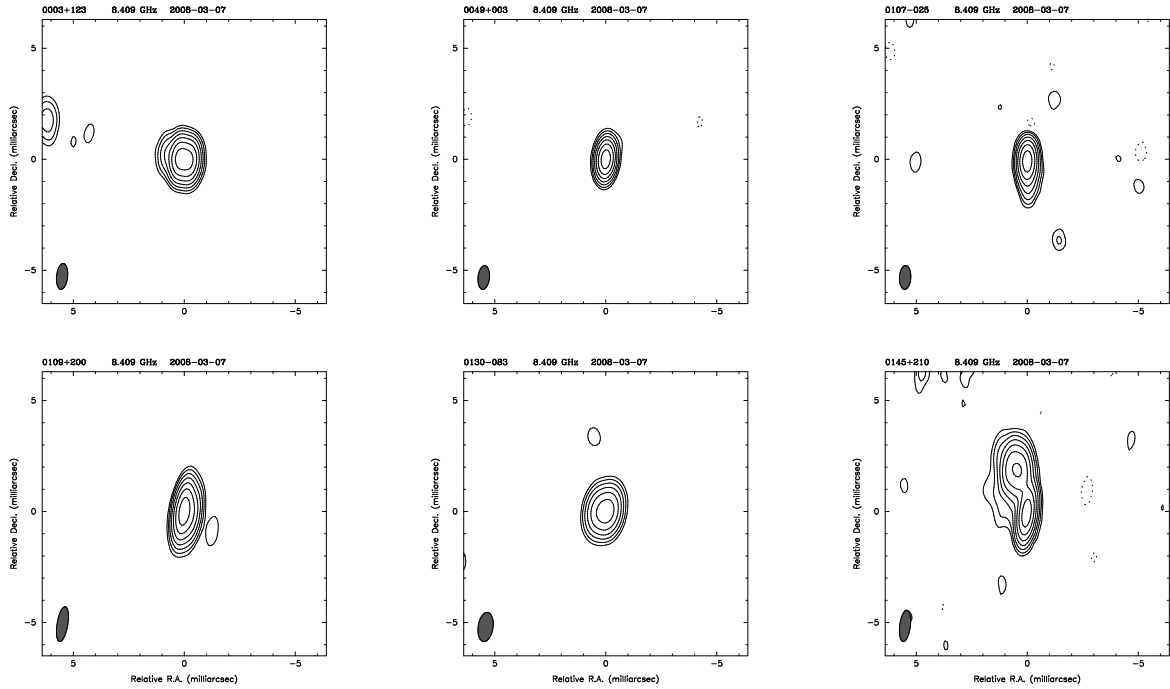 0003+123 8.409 GHz 2008-03-07
0049+003 8.409 GHz 2008-03-07
0107-025 8.409 GHz 2008-03-07
Relative Decl. (milliarcsec)
5
0
-5
5
0
-5
Relative Decl. (milliarcsec)
5
0
-5
5
0
-5
Relative Decl. (milliarcsec)
5
0
-5
5
0
-5
0109+200 8.409 GHz 2008-03-07
0130-083 8.409 GHz 2008-03-07
0145+210 8.409 GHz 2008-03-07
Relative Decl. (milliarcsec)
5
0
-5
5
0
-5
Relative R.A. (milliarcsec)
Relative Decl. (milliarcsec)
5
0
-5
5
0
-5
Relative R.A. (milliarcsec)
Relative Decl. (milliarcsec)
5
0
-5
5
0
-5
Relative R.A. (milliarcsec)